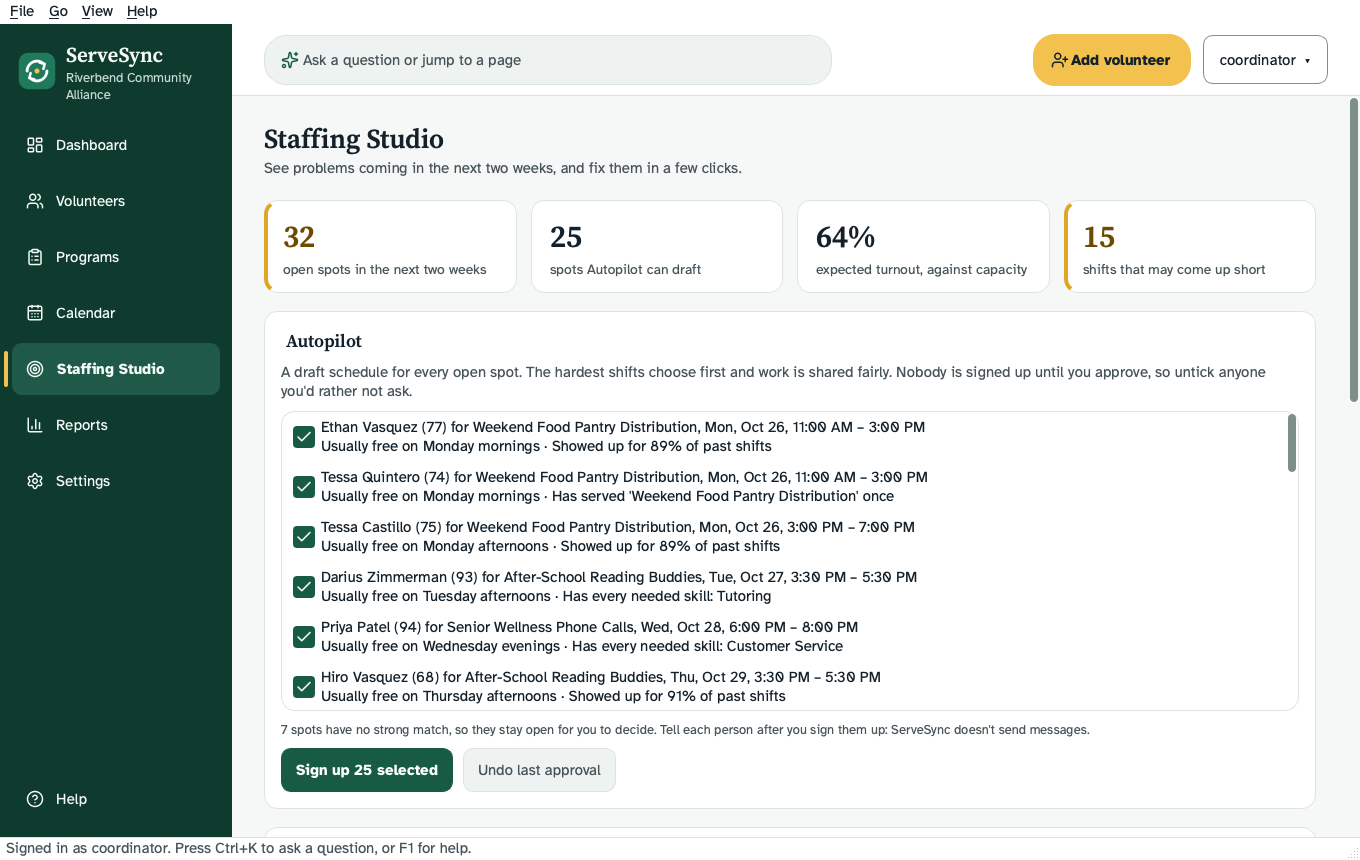 File Go View Help
ServeSync
Riverbend Community
Alliance
Ask a question or jump to a page
Add volunteer
coordinator
Dashboard
Volunteers
Programs
Calendar
Staffing Studio
Reports
Settings
Help
Staffing Studio
See problems coming in the next two weeks, and fix them in a few clicks.
32
open spots in the next two weeks
25
spots Autopilot can draft
64%
expected turnout, against capacity
15
shifts that may come up short
Autopilot
A draft schedule for every open spot. The hardest shifts choose first and work is shared fairly. Nobody is signed up until you approve, so untick anyone
you'd rather not ask.
Ethan Vasquez (77) for Weekend Food Pantry Distribution, Mon, Oct 26, 11:00 AM – 3:00 PM
Usually free on Monday mornings · Showed up for 89% of past shifts
Tessa Quintero (74) for Weekend Food Pantry Distribution, Mon, Oct 26, 11:00 AM – 3:00 PM
Usually free on Monday mornings · Has served 'Weekend Food Pantry Distribution' once
Tessa Castillo (75) for Weekend Food Pantry Distribution, Mon, Oct 26, 3:00 PM – 7:00 PM
Usually free on Monday afternoons · Showed up for 89% of past shifts
Darius Zimmerman (93) for After-School Reading Buddies, Tue, Oct 27, 3:30 PM – 5:30 PM
Usually free on Tuesday afternoons · Has every needed skill: Tutoring
Priya Patel (94) for Senior Wellness Phone Calls, Wed, Oct 28, 6:00 PM – 8:00 PM
Usually free on Wednesday evenings · Has every needed skill: Customer Service
Hiro Vasquez (68) for After-School Reading Buddies, Thu, Oct 29, 3:30 PM – 5:30 PM
Usually free on Thursday afternoons · Showed up for 91% of past shifts
7 spots have no strong match, so they stay open for you to decide. Tell each person after you sign them up: ServeSync doesn't send messages.
Sign up 25 selected
Undo last approval
Signed in as coordinator. Press Ctrl+K to ask a question, or F1 for help.